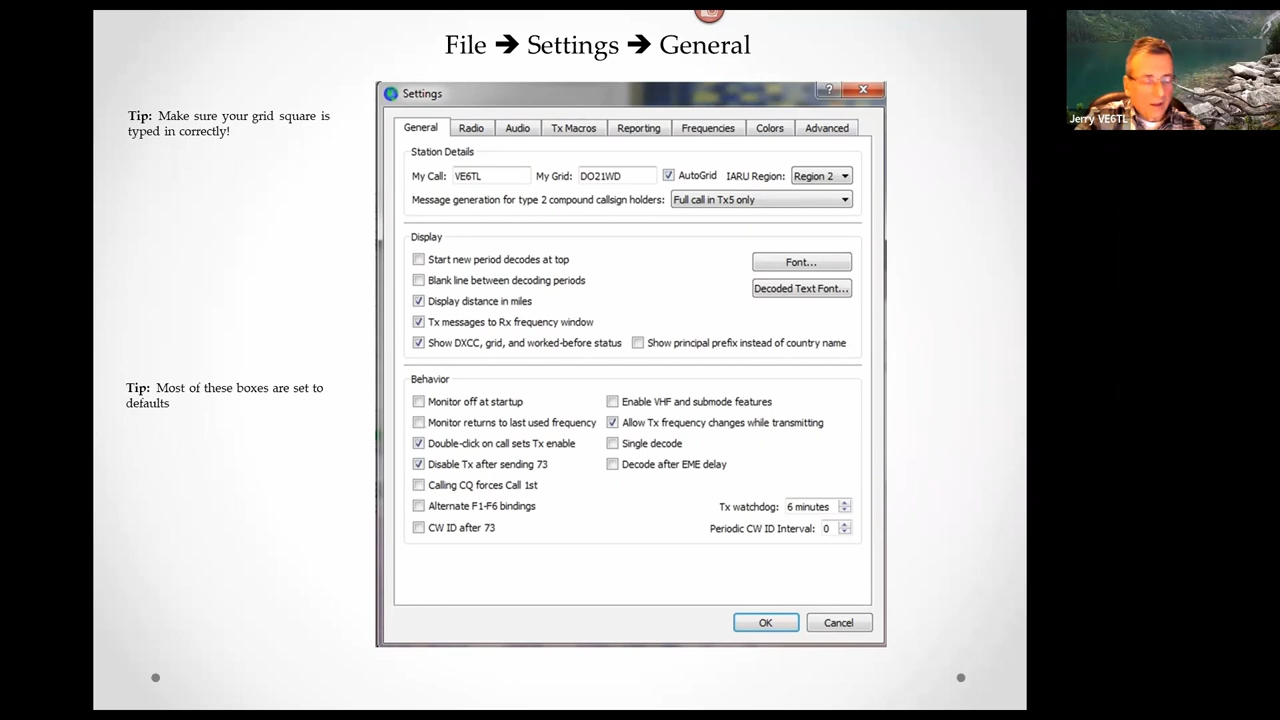 File ➔ Settings ➔ General
Jerry VE6TL
Tip: Make sure your grid square is
typed in correctly!
Tip: Most of these boxes are set to
defaults
Settings
General Radio Audio Tx Macros Reporting Frequencies Colors Advanced
Station Details
My Call: VE6TL My Grid: DO21WD AutoGrid IARU Region: Region 2
Message generation for type 2 compound callsign holders: Full call in Tx5 only
Display
Start new period decodes at top
Font...
Blank line between decoding periods
Decoded Text Font...
Display distance in miles
Tx messages to Rx frequency window
Show DXCC, grid, and worked-before status Show principal prefix instead of country name
Behavior
Monitor off at startup Enable VHF and submode features
Monitor returns to last used frequency Allow Tx frequency changes while transmitting
Double-click on call sets Tx enable Single decode
Disable Tx after sending 73 Decode after EME delay
Calling CQ forces Call 1st
Alternate F1-F6 bindings Tx watchdog: 6 minutes
CW ID after 73 Periodic CW ID Interval: 0
OK Cancel